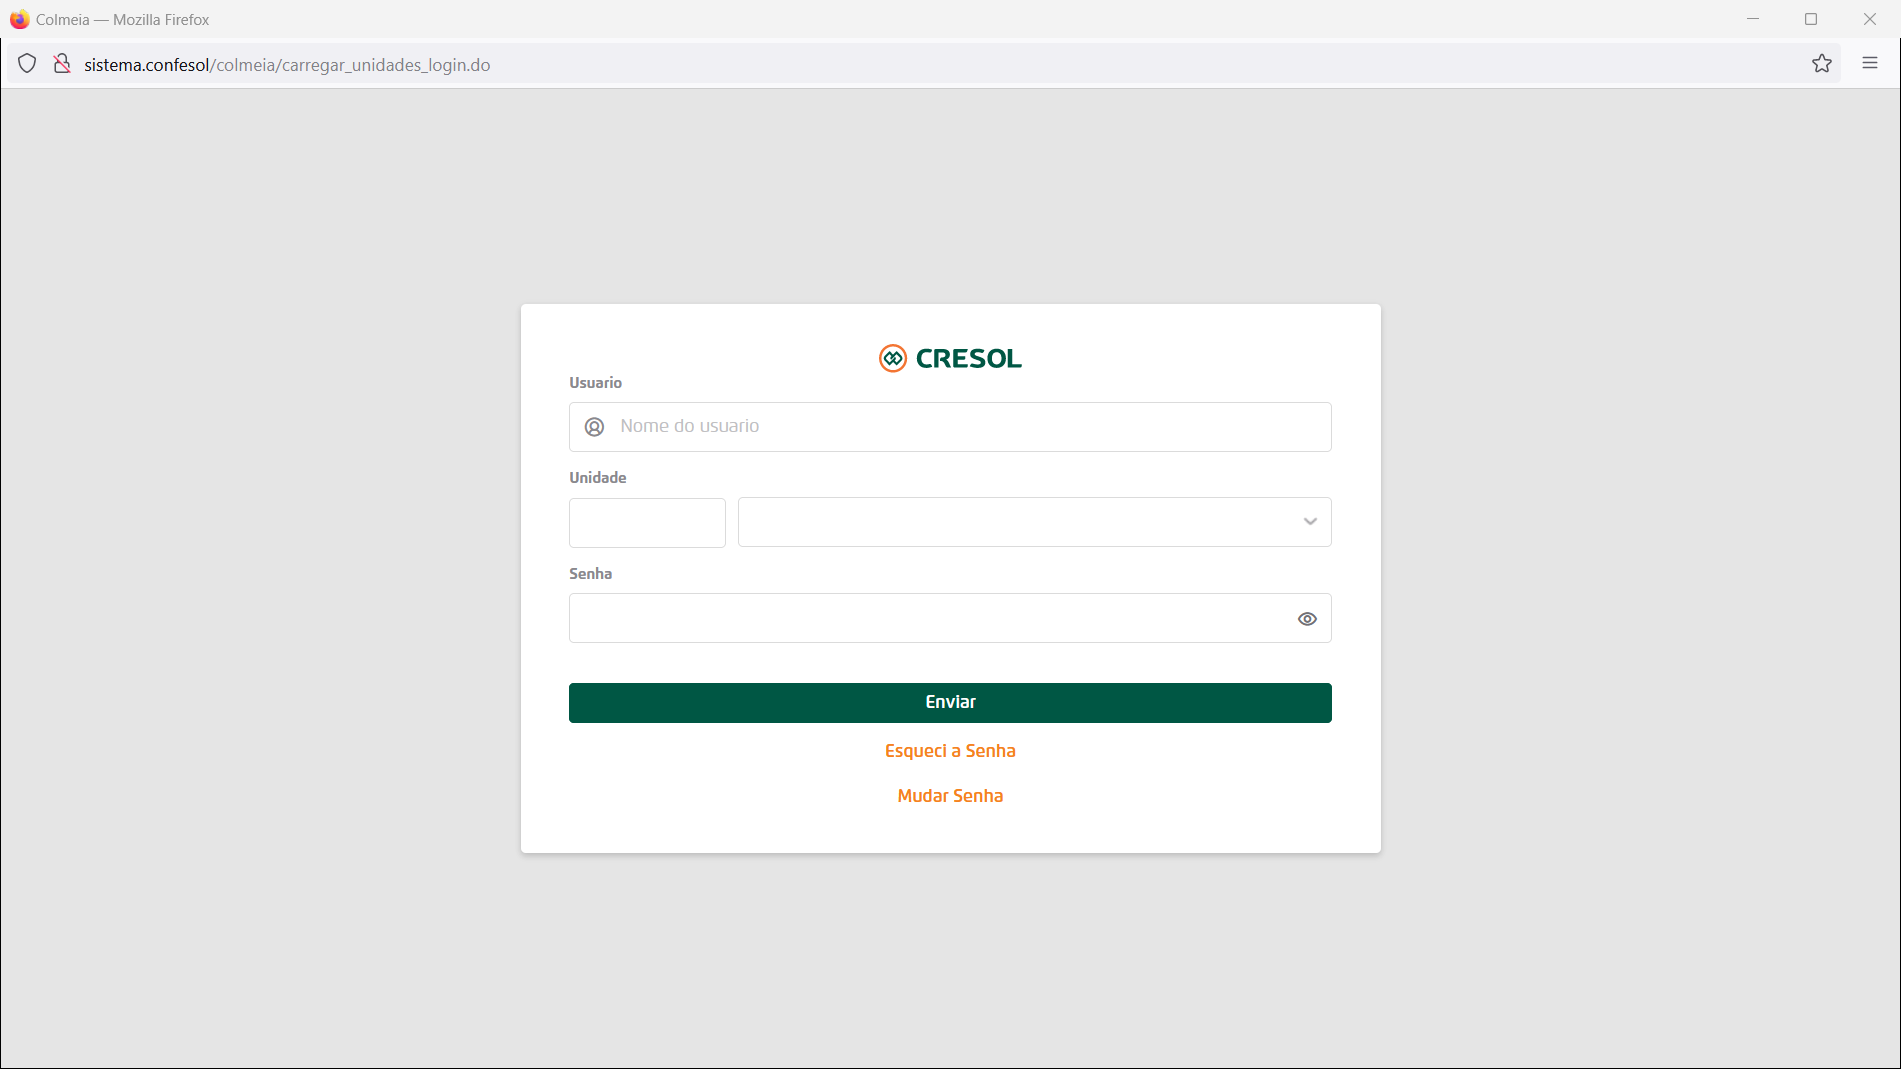 Colmeia — Mozilla Firefox
sistema.confesol/colmeia/carregar_unidades_login.do
CRESOL
Usuario
Nome do usuario
Unidade
Senha
Enviar
Esqueci a Senha
Mudar Senha